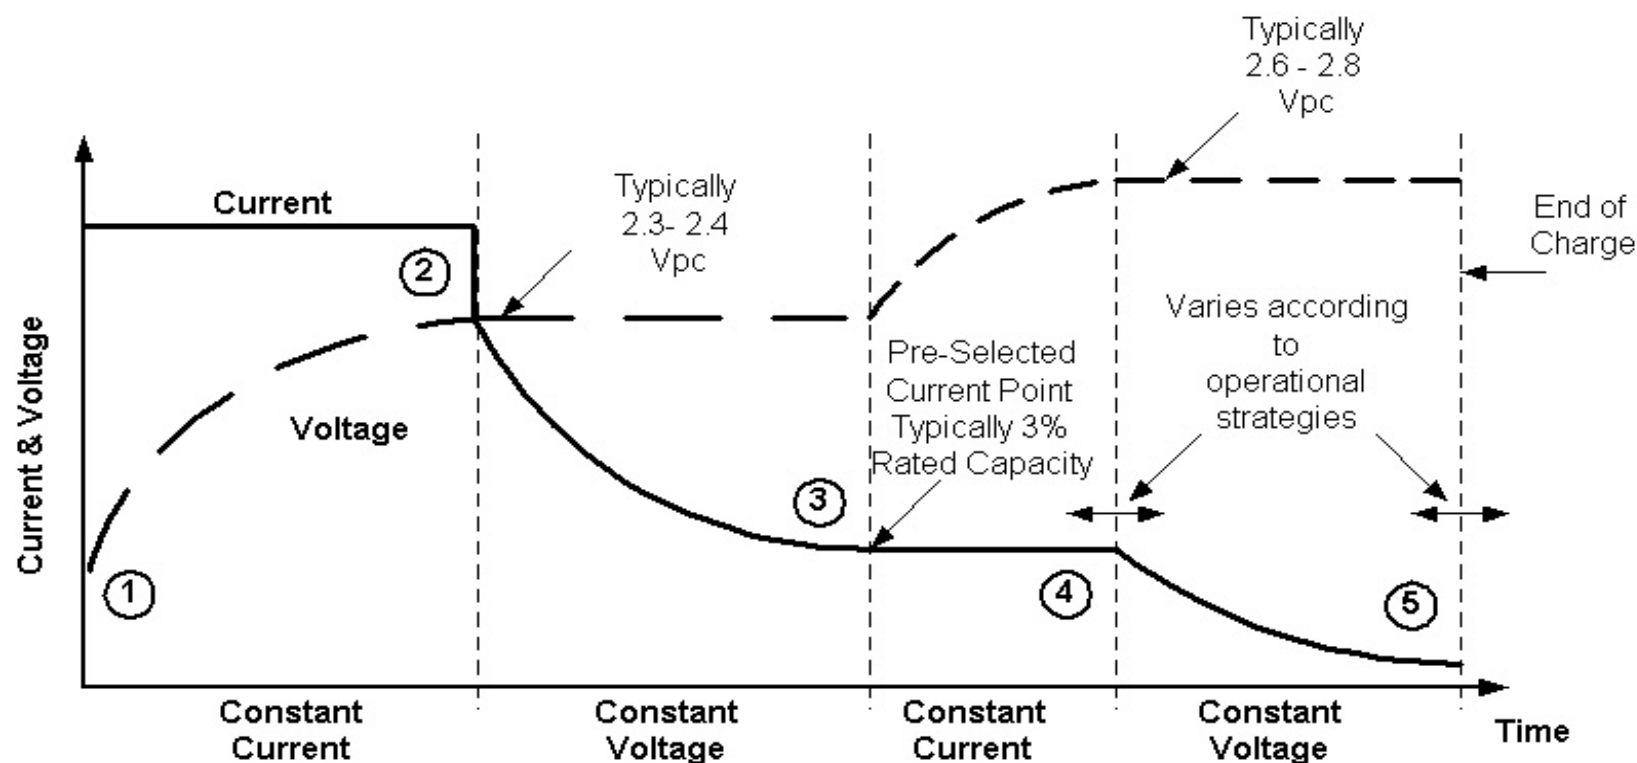 Typically
2.6 - 2.8
Vpc
Typically
2.3- 2.4
Vpc
Current
End of
Charge
2
Varies according
to
operational
strategies
Pre-Selected
Current Point
Typically 3%
Rated Capacity
Voltage
Current & Voltage
3
1
4
5
Constant
Current
Constant
Voltage
Constant
Current
Constant
Voltage
Time